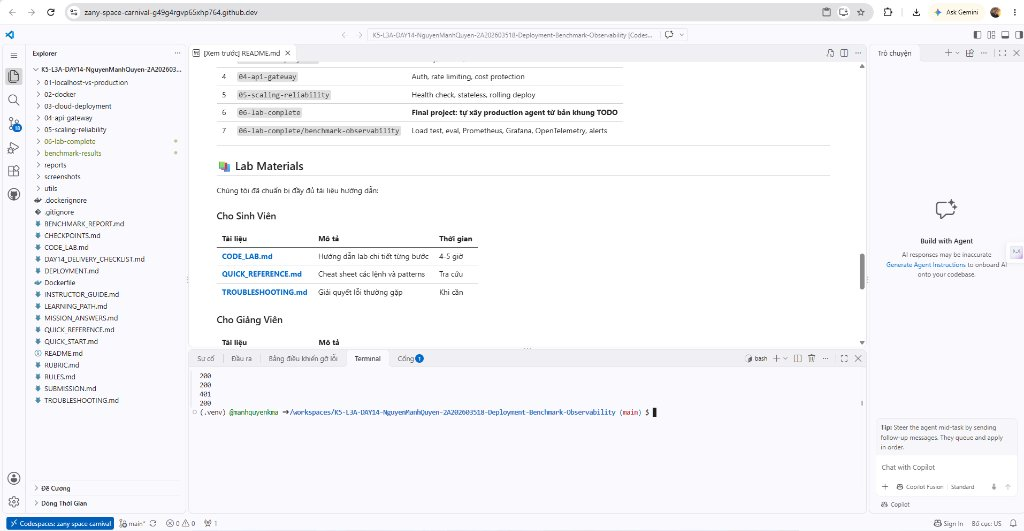 zany-space-carnival-g49g4rgvp65xhp764.github.dev
Ask Gemini
K5-L3A-DAY14-NguyenManhQuyen-2A202603518-Deployment-Benchmark-Observability [Codes...
Explorer
K5-L3A-DAY14-NguyenManhQuyen-2A202603...
01-localhost-vs-production
02-docker
03-cloud-deployment
04-api-gateway
05-scaling-reliability
06-lab-complete
benchmark-results
reports
screenshots
utils
.dockerignore
.gitignore
BENCHMARK_REPORT.md
CHECKPOINTS.md
CODE_LAB.md
DAY14_DELIVERY_CHECKLIST.md
DEPLOYMENT.md
Dockerfile
INSTRUCTOR_GUIDE.md
LEARNING_PATH.md
MISSION_ANSWERS.md
QUICK_REFERENCE.md
QUICK_START.md
README.md
RUBRIC.md
RULES.md
SUBMISSION.md
TROUBLESHOOTING.md
Đề Cương
Dòng Thời Gian
[Xem trước] README.md
4 04-api-gateway Auth, rate limiting, cost protection
5 05-scaling-reliability Health check, stateless, rolling deploy
6 06-lab-complete Final project: tự xây production agent từ bản khung TODO
7 06-lab-complete/benchmark-observability Load test, eval, Prometheus, Grafana, OpenTelemetry, alerts
📚 Lab Materials
Chúng tôi đã chuẩn bị đầy đủ tài liệu hướng dẫn:
Cho Sinh Viên
Tài liệu Mô tả Thời gian
CODE_LAB.md Hướng dẫn lab chi tiết từng bước 4-5 giờ
QUICK_REFERENCE.md Cheat sheet các lệnh và patterns Tra cứu
TROUBLESHOOTING.md Giải quyết lỗi thường gặp Khi cần
Cho Giảng Viên
Tài liệu Mô tả
Sự cố Đầu ra Bảng điều khiển gỡ lỗi Terminal Cổng 1
bash
200
200
401
200
(.venv) @manhquyenkma ➜/workspaces/K5-L3A-DAY14-NguyenManhQuyen-2A202603518-Deployment-Benchmark-Observability (main) $
Trò chuyện
Build with Agent
AI responses may be inaccurate
Generate Agent Instructions to onboard AI
onto your codebase.
Tip: Steer the agent mid-task by sending
follow-up messages. They queue and apply
in order.
Chat with Copilot
Copilot Fusion Standard
Copilot
Codespaces: zany space carnival main* 0 0 1 Sign In Bố cục: US